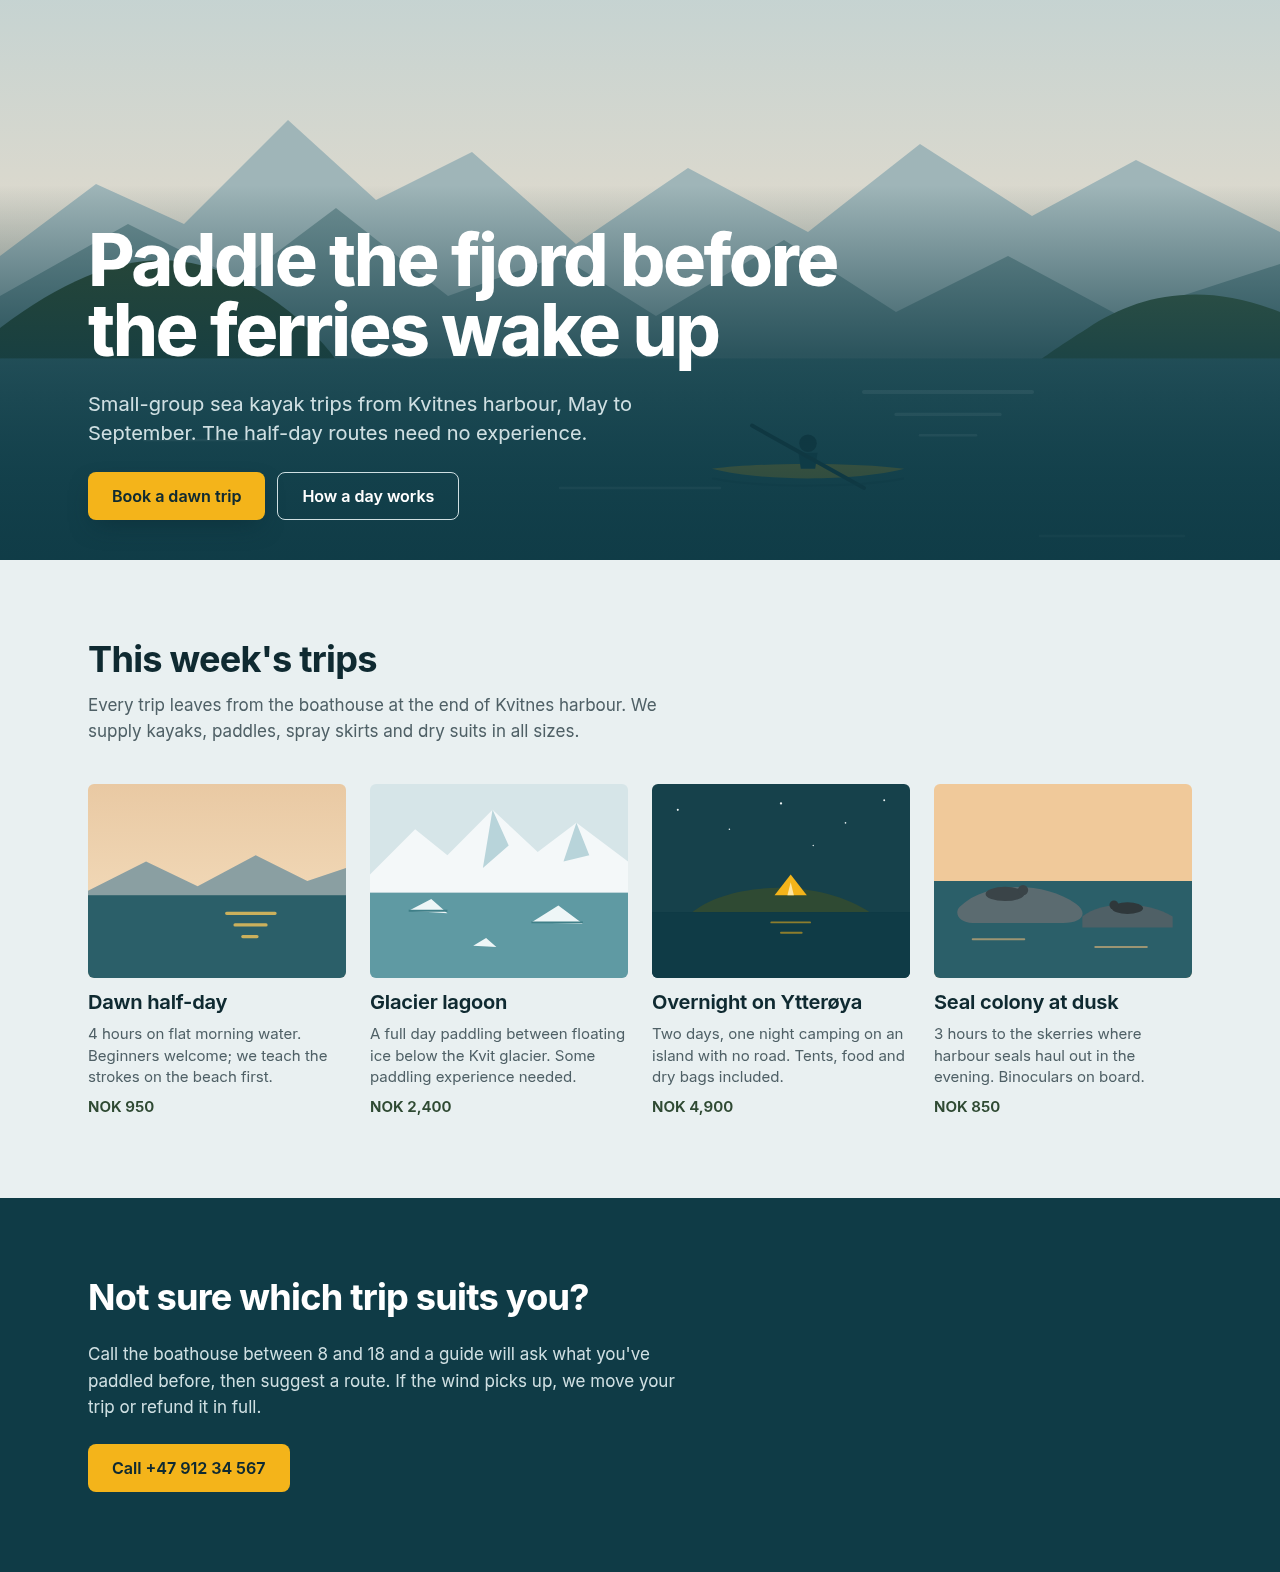 Paddle the fjord before
the ferries wake up
Small-group sea kayak trips from Kvitnes harbour, May to
September. The half-day routes need no experience.
Book a dawn trip
How a day works
This week's trips
Every trip leaves from the boathouse at the end of Kvitnes harbour. We
supply kayaks, paddles, spray skirts and dry suits in all sizes.
Dawn half-day
4 hours on flat morning water.
Beginners welcome; we teach the
strokes on the beach first.
NOK 950
Glacier lagoon
A full day paddling between floating
ice below the Kvit glacier. Some
paddling experience needed.
NOK 2,400
Overnight on Ytterøya
Two days, one night camping on an
island with no road. Tents, food and
dry bags included.
NOK 4,900
Seal colony at dusk
3 hours to the skerries where
harbour seals haul out in the
evening. Binoculars on board.
NOK 850
Not sure which trip suits you?
Call the boathouse between 8 and 18 and a guide will ask what you've
paddled before, then suggest a route. If the wind picks up, we move your
trip or refund it in full.
Call +47 912 34 567